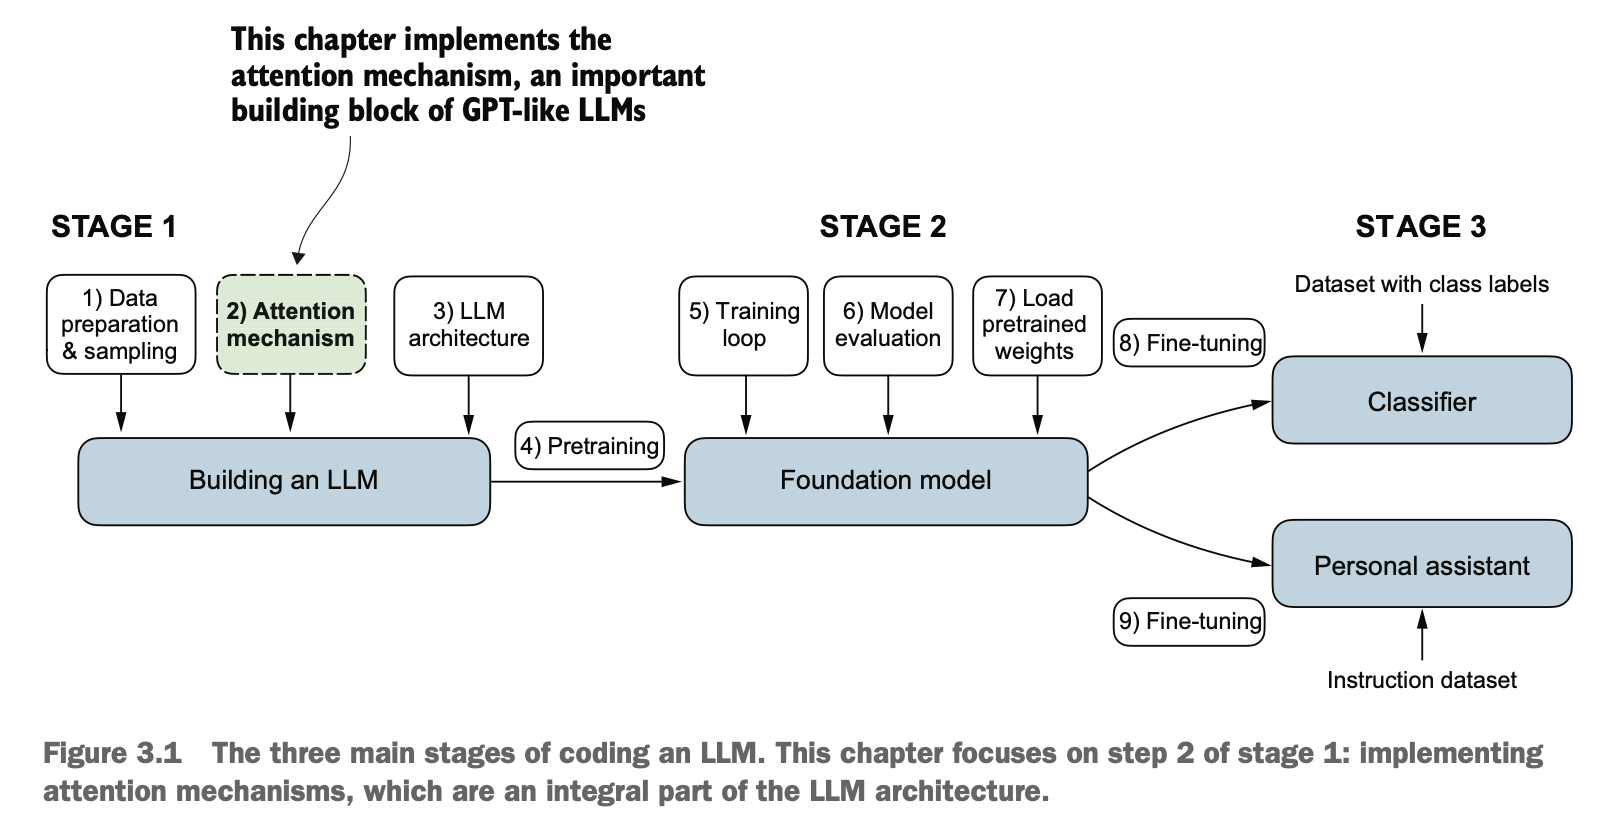 This chapter implements the
attention mechanism, an important
building block of GPT-like LLMs
STAGE 1
STAGE 2
STAGE 3
1) Data
preparation
& sampling
2) Attention
mechanism
3) LLM
architecture
5) Training
loop
6) Model
evaluation
7) Load
pretrained
weights
Dataset with class labels
8) Fine-tuning
Classifier
4) Pretraining
Building an LLM
Foundation model
Personal assistant
9) Fine-tuning
Instruction dataset
Figure 3.1 The three main stages of coding an LLM. This chapter focuses on step 2 of stage 1: implementing
attention mechanisms, which are an integral part of the LLM architecture.